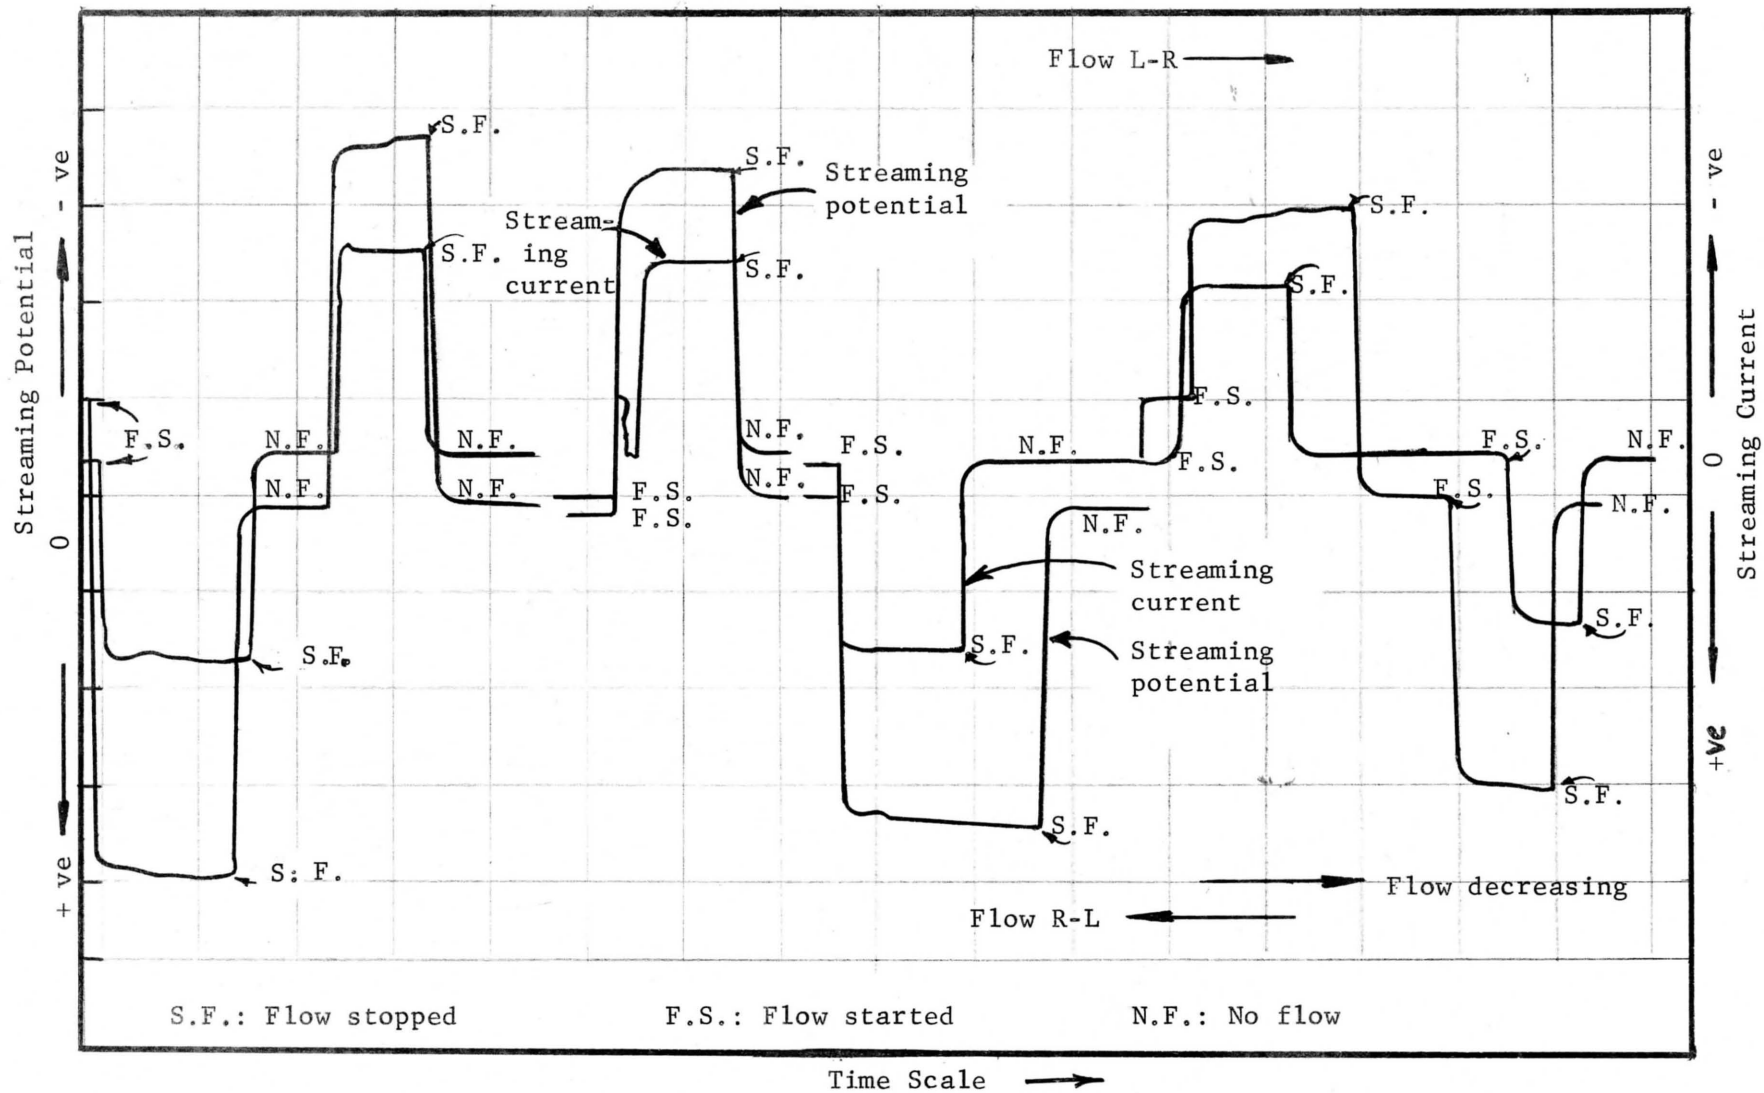 Flow L-R
S.F.
S.F.
Streaming
potential
- ve
- ve
Stream-
ing
current
S.F.
S.F.
S.F.
S.F.
Streaming Potential
Streaming Current
F.S.
F.S.
N.F.
N.F.
N.F.
F.S.
N.F.
F.S.
F.S.
N.F.
0
N.F.
N.F.
F.S.
F.S.
N.F.
F.S.
F.S.
N.F.
0
N.F.
Streaming
current
S.F.
S.F.
S.F.
Streaming
potential
+ve
S.F.
S.F.
+ ve
S. F.
Flow decreasing
Flow R-L
S.F.: Flow stopped
F.S.: Flow started
N.F.: No flow
Time Scale